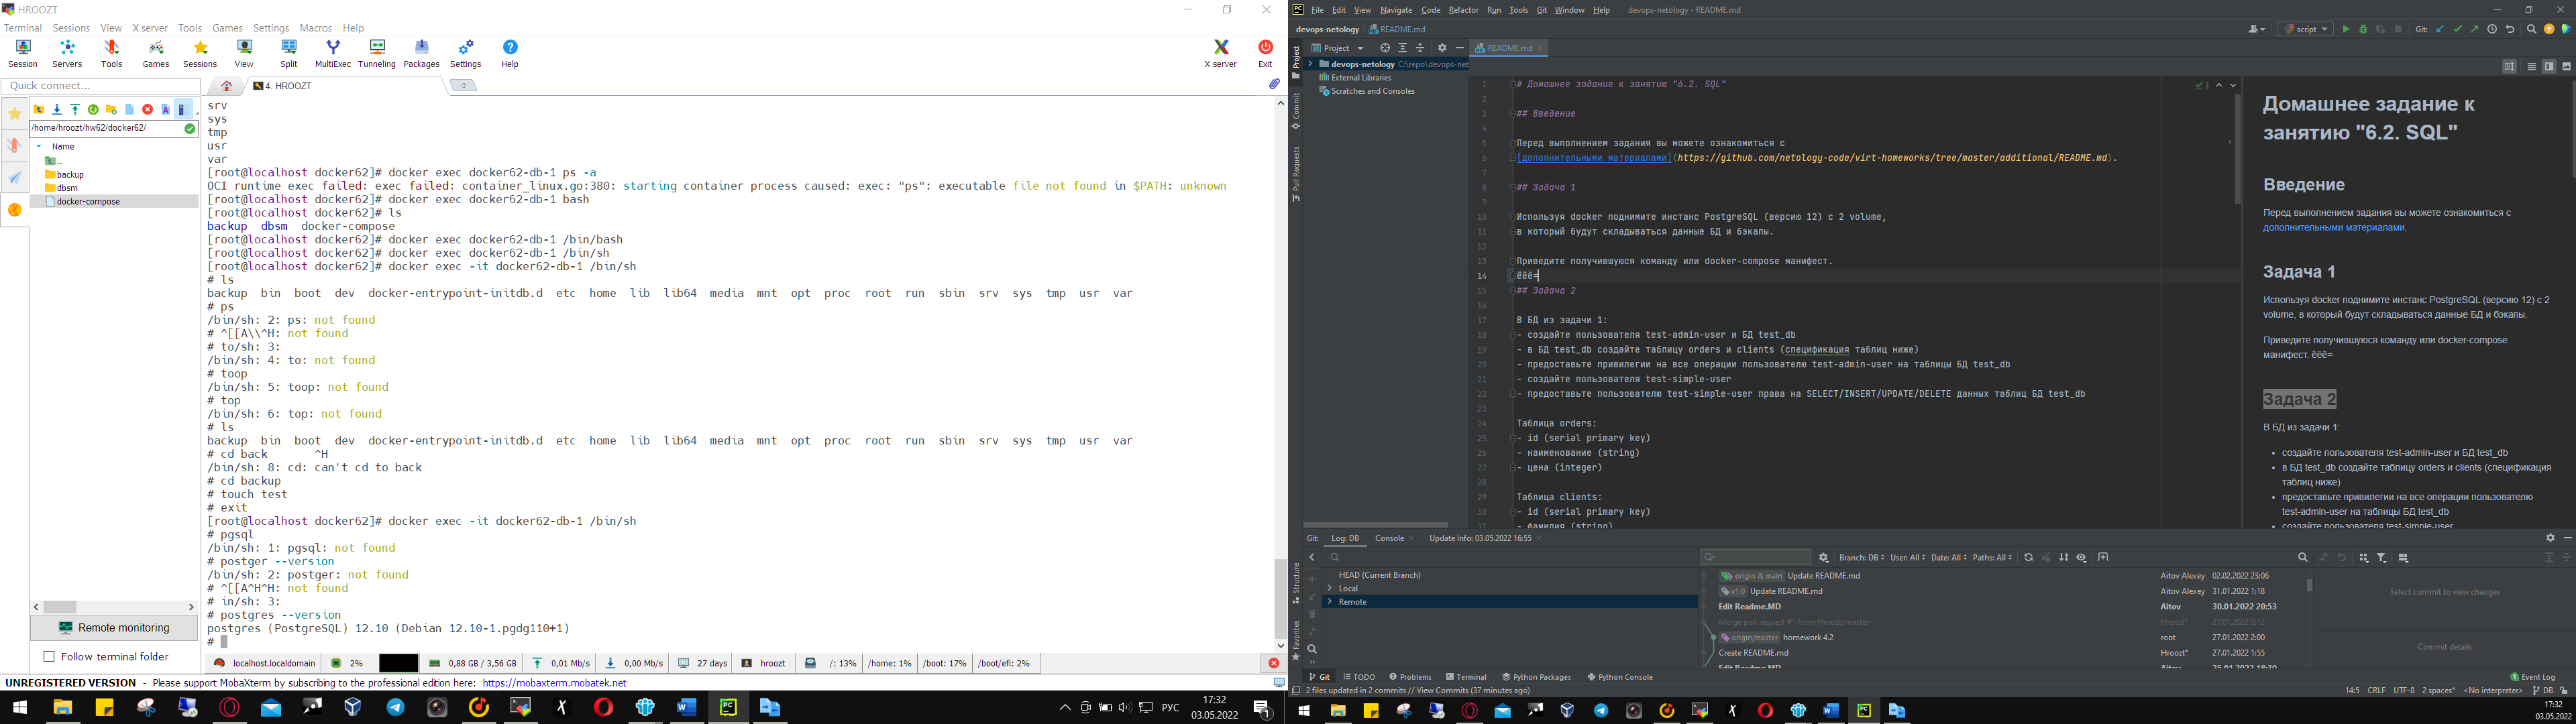 HROOZT
Terminal Sessions View X server Tools Games Settings Macros Help
Session Servers Tools Games Sessions View Split MultiExec Tunneling Packages Settings Help
X server Exit
Quick connect...
4. HROOZT
/home/hroozt/hw62/docker62/
Name
..
backup
dbsm
docker-compose
Remote monitoring
Follow terminal folder
srv
sys
tmp
usr
var
[root@localhost docker62]# docker exec docker62-db-1 ps -a
OCI runtime exec failed: exec failed: container_linux.go:380: starting container process caused: exec: "ps": executable file not found in $PATH: unknown
[root@localhost docker62]# docker exec docker62-db-1 bash
[root@localhost docker62]# ls
backup dbsm docker-compose
[root@localhost docker62]# docker exec docker62-db-1 /bin/bash
[root@localhost docker62]# docker exec docker62-db-1 /bin/sh
[root@localhost docker62]# docker exec -it docker62-db-1 /bin/sh
# ls
backup bin boot dev docker-entrypoint-initdb.d etc home lib lib64 media mnt opt proc root run sbin srv sys tmp usr var
# ps
/bin/sh: 2: ps: not found
# ^[[A\\^H: not found
# to/sh: 3:
/bin/sh: 4: to: not found
# toop
/bin/sh: 5: toop: not found
# top
/bin/sh: 6: top: not found
# ls
backup bin boot dev docker-entrypoint-initdb.d etc home lib lib64 media mnt opt proc root run sbin srv sys tmp usr var
# cd back ^H
/bin/sh: 8: cd: can't cd to back
# cd backup
# touch test
# exit
[root@localhost docker62]# docker exec -it docker62-db-1 /bin/sh
# pgsql
/bin/sh: 1: pgsql: not found
# postger --version
/bin/sh: 2: postger: not found
# ^[[A^H^H: not found
# in/sh: 3:
# postgres --version
postgres (PostgreSQL) 12.10 (Debian 12.10-1.pgdg110+1)
#
localhost.localdomain 2% 0,88 GB / 3,56 GB 0,01 Mb/s 0,00 Mb/s 27 days hroozt /: 13% /home: 1% /boot: 17% /boot/efi: 2%
UNREGISTERED VERSION - Please support MobaXterm by subscribing to the professional edition here: https://mobaxterm.mobatek.net
РУС 17:32
03.05.2022
File Edit View Navigate Code Refactor Run Tools Git Window Help devops-netology - README.md
devops-netology README.md
script Git:
Project
README.md
devops-netology C:\repo\devops-net
External Libraries
Scratches and Consoles
Project
Commit
Pull Requests
Structure
Favorites
3
1 # Домашнее задание к занятию "6.2. SQL"
2
3 ## Введение
4
5 Перед выполнением задания вы можете ознакомиться с
6 [дополнительными материалами](https://github.com/netology-code/virt-homeworks/tree/master/additional/README.md).
7
8 ## Задача 1
9
10 Используя docker поднимите инстанс PostgreSQL (версию 12) c 2 volume,
11 в который будут складываться данные БД и бэкапы.
12
13 Приведите получившуюся команду или docker-compose манифест.
14 ёёё=
15 ## Задача 2
16
17 В БД из задачи 1:
18 - создайте пользователя test-admin-user и БД test_db
19 - в БД test_db создайте таблицу orders и clients (спeцификация таблиц ниже)
20 - предоставьте привилегии на все операции пользователю test-admin-user на таблицы БД test_db
21 - создайте пользователя test-simple-user
22 - предоставьте пользователю test-simple-user права на SELECT/INSERT/UPDATE/DELETE данных таблиц БД test_db
23
24 Таблица orders:
25 - id (serial primary key)
26 - наименование (string)
27 - цена (integer)
28
29 Таблица clients:
30 - id (serial primary key)
31 - фамилия (string)
Домашнее задание к
занятию "6.2. SQL"
Введение
Перед выполнением задания вы можете ознакомиться с
дополнительными материалами.
Задача 1
Используя docker поднимите инстанс PostgreSQL (версию 12) c 2
volume, в который будут складываться данные БД и бэкапы.
Приведите получившуюся команду или docker-compose
манифест. ёёё=
Задача 2
В БД из задачи 1:
создайте пользователя test-admin-user и БД test_db
в БД test_db создайте таблицу orders и clients (спeцификация
таблиц ниже)
предоставьте привилегии на все операции пользователю
test-admin-user на таблицы БД test_db
создайте пользователя test-simple-user
Git: Log: DB Console Update Info: 03.05.2022 16:55
HEAD (Current Branch)
Local
Remote
Branch: DB User: All Date: All Paths: All
origin & main Update README.md Aitov Alexey 02.02.2022 23:06
v1.0 Update README.md Aitov Alexey 31.01.2022 1:18
Edit Readme.MD Aitov 30.01.2022 20:53
Merge pull request #1 from Hroozt/master Hroozt* 27.01.2022 2:12
origin/master homework 4.2 root 27.01.2022 2:00
Create README.md Hroozt* 27.01.2022 1:55
Edit Readme.MD Aitov 25.01.2022 18:30
Select commit to view changes
Commit details
Git TODO Problems Terminal Python Packages Python Console
1 Event Log
2 files updated in 2 commits // View Commits (37 minutes ago)
14:5 CRLF UTF-8 2 spaces* <No interpreter> DB
17:32
03.05.2022